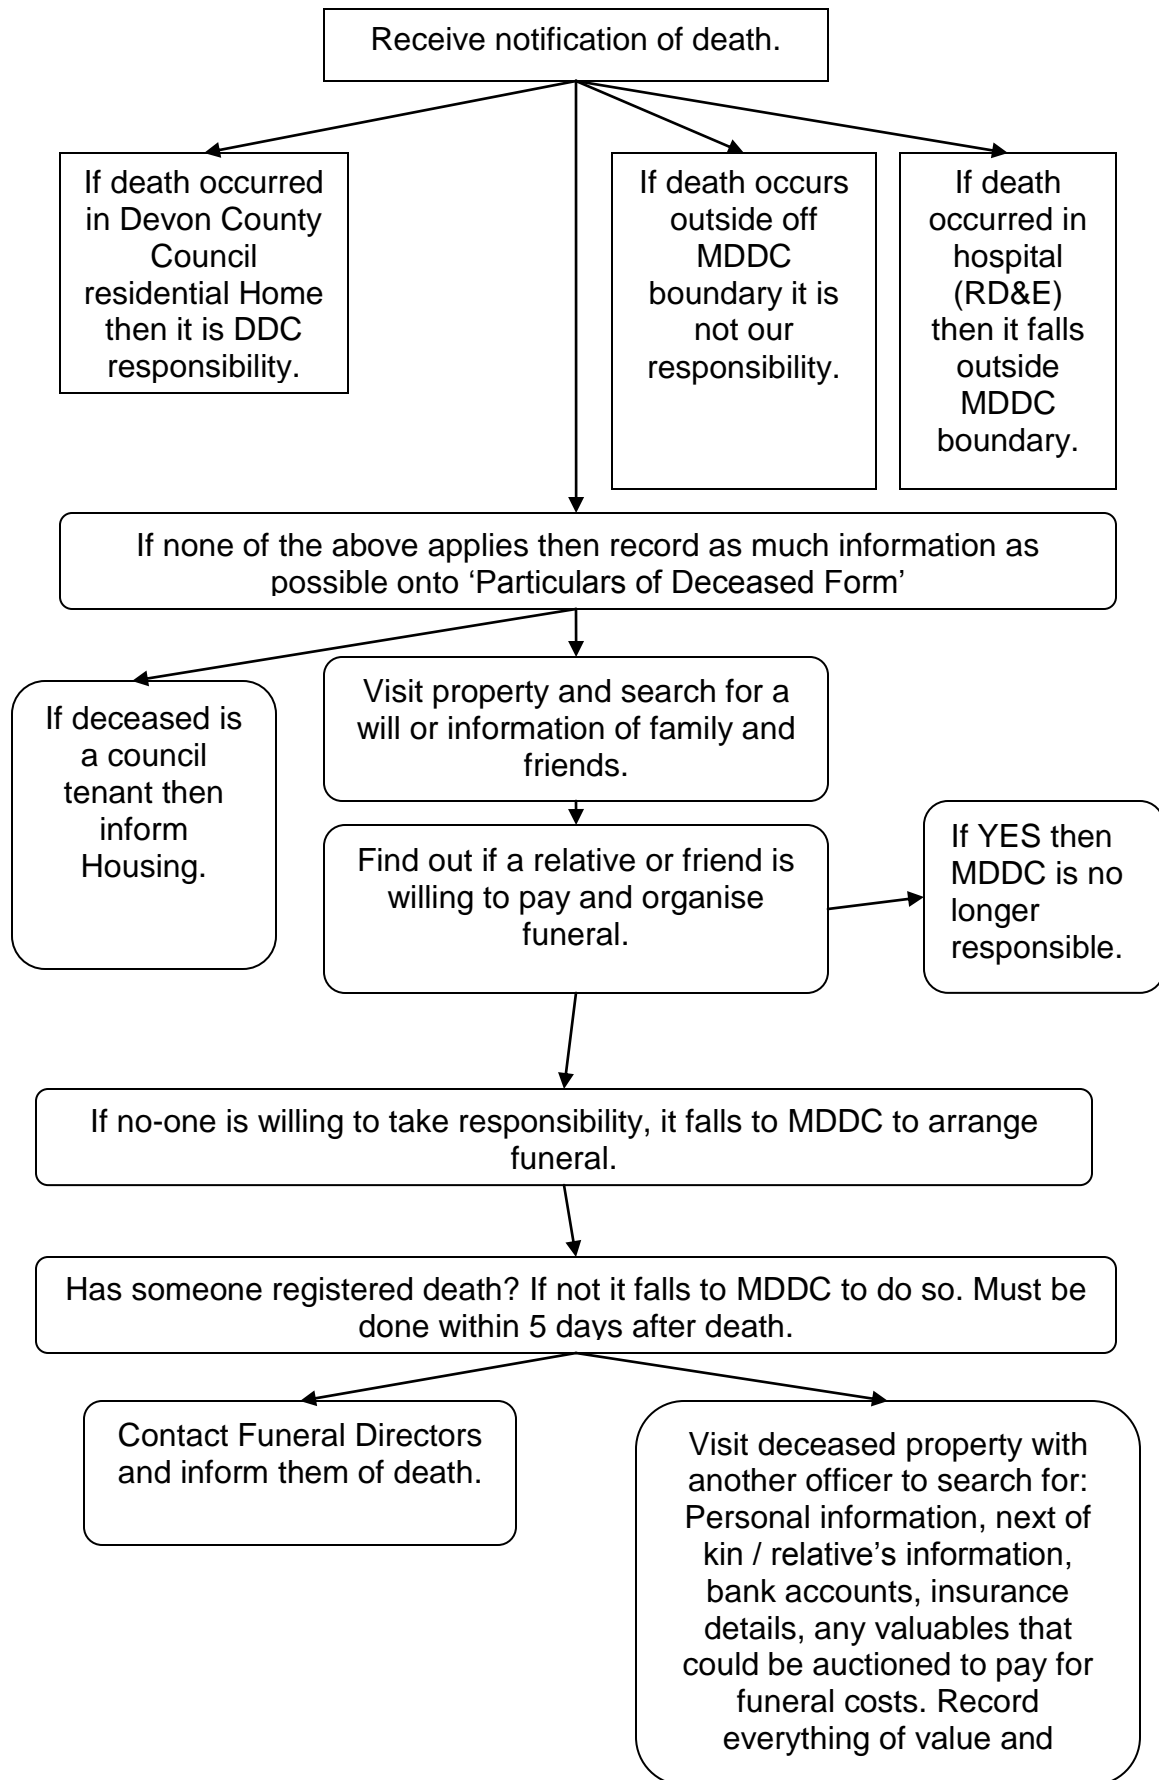 Receive notification of death.
If death occurred
in Devon County
Council
residential Home
then it is DDC
responsibility.
If death occurs
outside off
MDDC
boundary it is
not our
responsibility.
If death
occurred in
hospital
(RD&E)
then it falls
outside
MDDC
boundary.
If none of the above applies then record as much information as
possible onto ‘Particulars of Deceased Form’
If deceased is
a council
tenant then
inform
Housing.
Visit property and search for a
will or information of family and
friends.
Find out if a relative or friend is
willing to pay and organise
funeral.
If YES then
MDDC is no
longer
responsible.
If no-one is willing to take responsibility, it falls to MDDC to arrange
funeral.
Has someone registered death? If not it falls to MDDC to do so. Must be
done within 5 days after death.
Contact Funeral Directors
and inform them of death.
Visit deceased property with
another officer to search for:
Personal information, next of
kin / relative’s information,
bank accounts, insurance
details, any valuables that
could be auctioned to pay for
funeral costs. Record
everything of value and